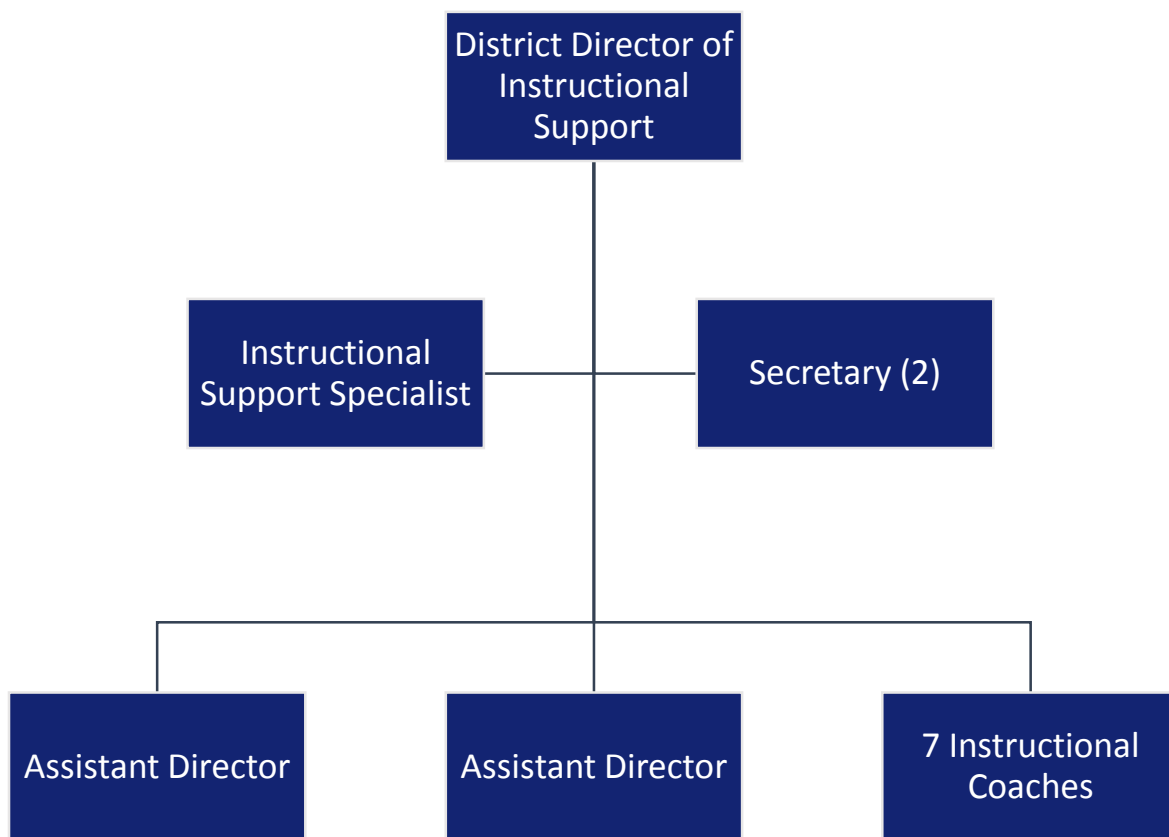 District Director of
Instructional
Support
Instructional
Support Specialist
Secretary (2)
Assistant Director
Assistant Director
7 Instructional
Coaches